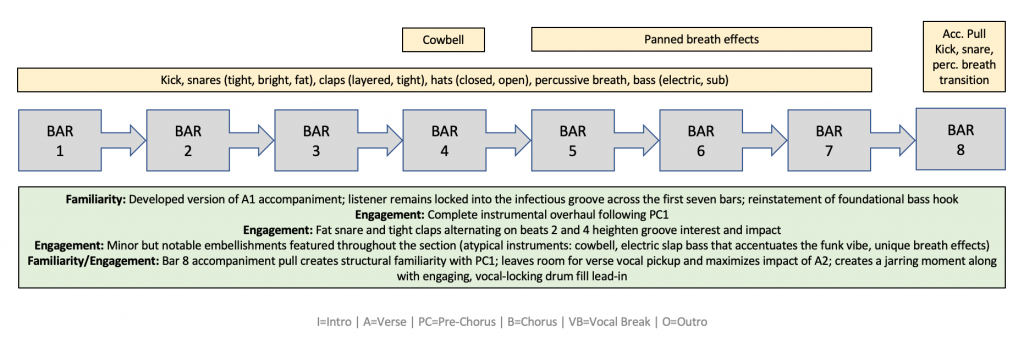 Cowbell
Panned breath effects
Acc. Pull
Kick, snare,
perc. breath
transition
Kick, snares (tight, bright, fat), claps (layered, tight), hats (closed, open), percussive breath, bass (electric, sub)
BAR
1
BAR
2
BAR
3
BAR
4
BAR
5
BAR
6
BAR
7
BAR
8
Familiarity: Developed version of A1 accompaniment; listener remains locked into the infectious groove across the first seven bars; reinstatement of foundational bass hook
Engagement: Complete instrumental overhaul following PC1
Engagement: Fat snare and tight claps alternating on beats 2 and 4 heighten groove interest and impact
Engagement: Minor but notable embellishments featured throughout the section (atypical instruments: cowbell, electric slap bass that accentuates the funk vibe, unique breath effects)
Familiarity/Engagement: Bar 8 accompaniment pull creates structural familiarity with PC1; leaves room for verse vocal pickup and maximizes impact of A2; creates a jarring moment along
with engaging, vocal-locking drum fill lead-in
I=Intro | A=Verse | PC=Pre-Chorus | B=Chorus | VB=Vocal Break | O=Outro